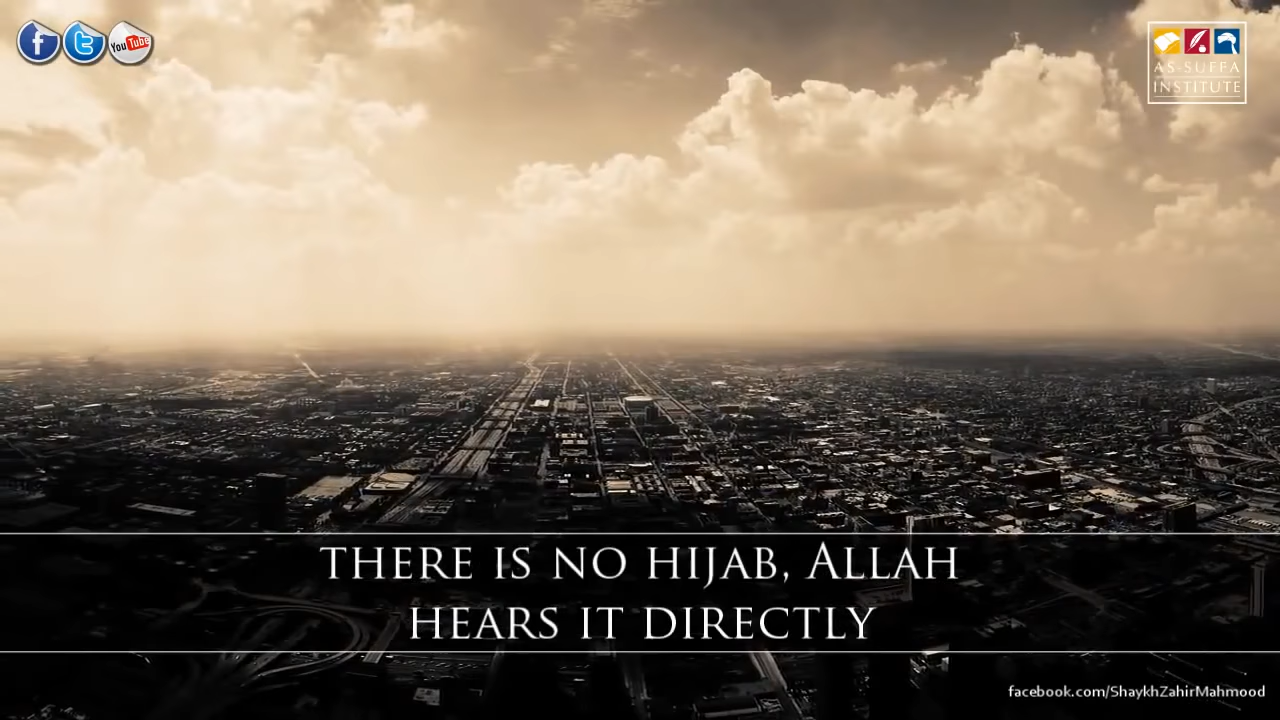 f t You Tube
AS-SUFFA
INSTITUTE
THERE IS NO HIJAB, ALLAH
HEARS IT DIRECTLY
facebook.com/ShaykhZahirMahmood